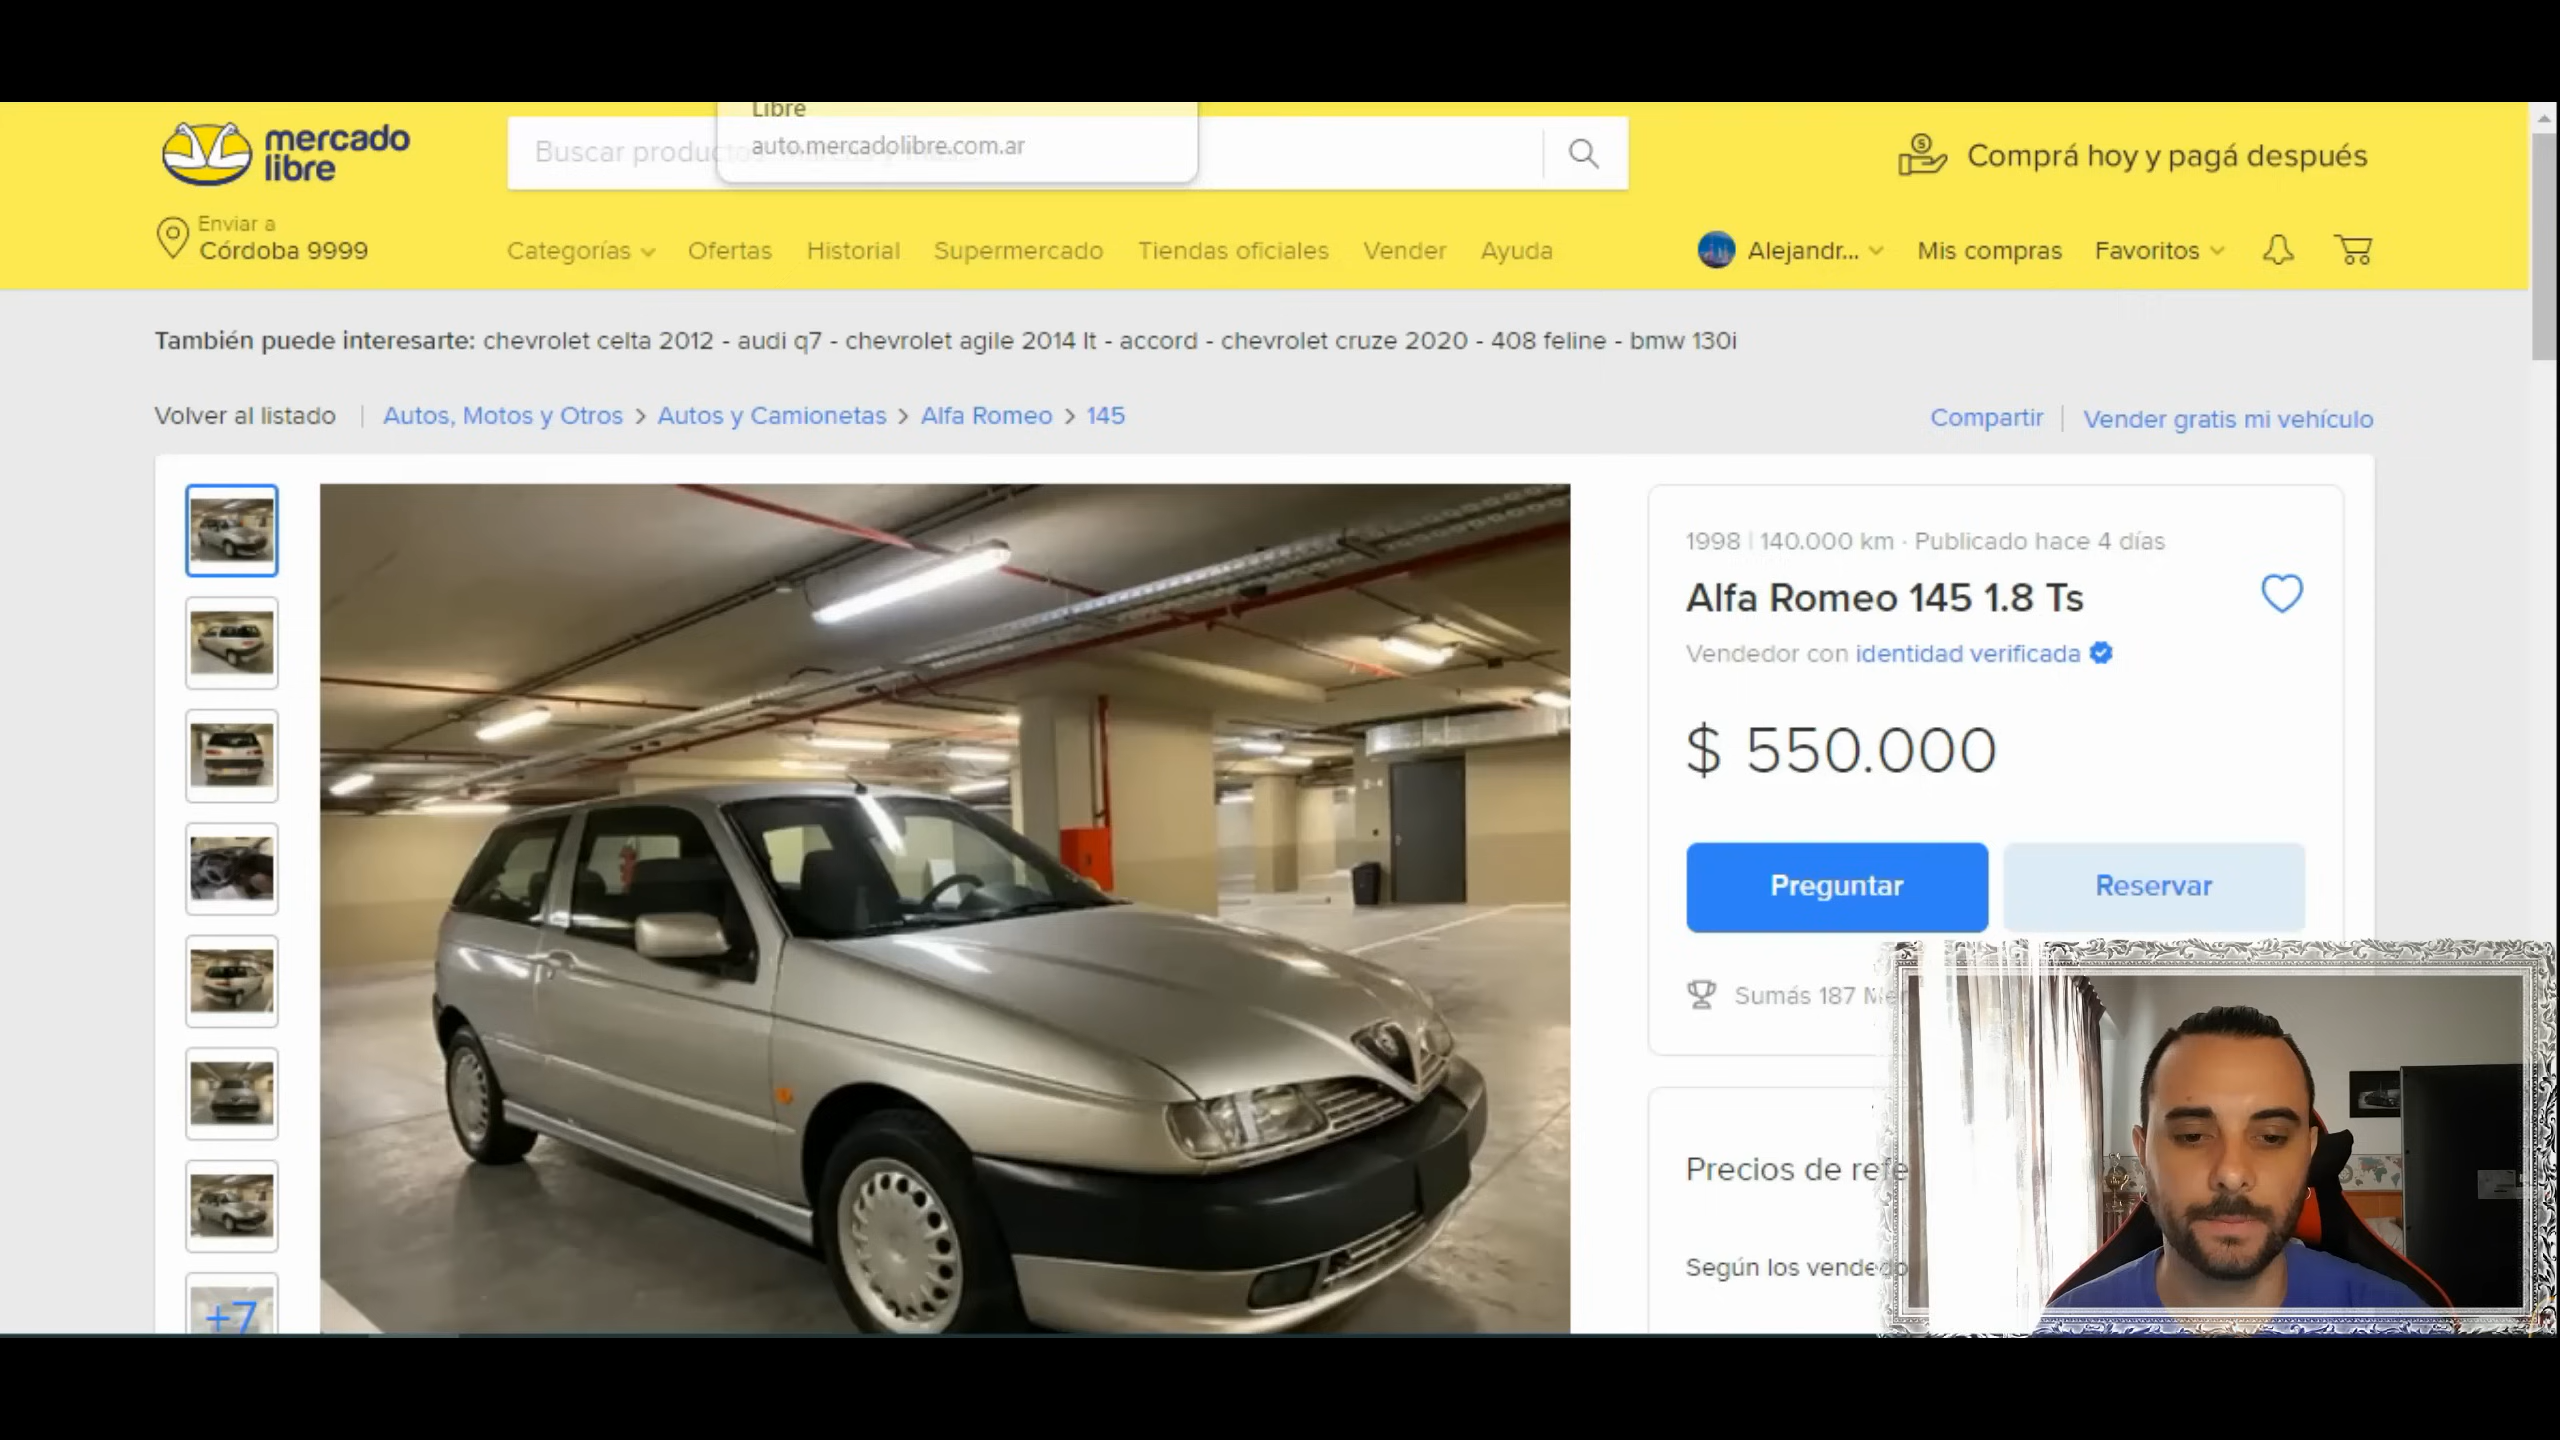 Libre
auto.mercadolibre.com.ar
mercado
libre
Buscar product
Comprá hoy y pagá después
Enviar a
Córdoba 9999
Categorías
Ofertas
Historial
Supermercado
Tiendas oficiales
Vender
Ayuda
Alejandr...
Mis compras
Favoritos
También puede interesarte: chevrolet celta 2012 - audi q7 - chevrolet agile 2014 lt - accord - chevrolet cruze 2020 - 408 feline - bmw 130i
Volver al listado | Autos, Motos y Otros > Autos y Camionetas > Alfa Romeo > 145
Compartir | Vender gratis mi vehículo
1998 | 140.000 km · Publicado hace 4 días
Alfa Romeo 145 1.8 Ts
Vendedor con identidad verificada
$ 550.000
Preguntar
Reservar
Sumás 187
Precios de refe
Según los vende
+7